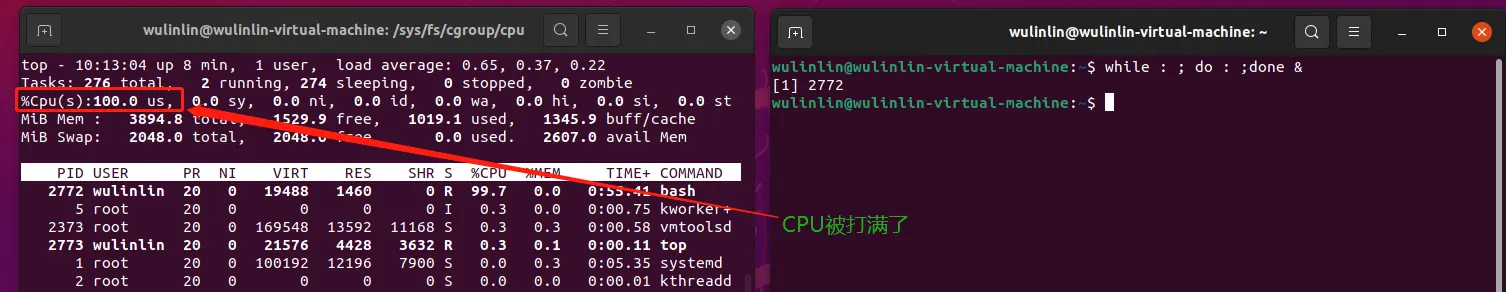 wulinlin@wulinlin-virtual-machine: /sys/fs/cgroup/cpu
top - 10:13:04 up 8 min,  1 user,  load average: 0.65, 0.37, 0.22
Tasks: 276 total,   2 running, 274 sleeping,   0 stopped,   0 zombie
%Cpu(s):100.0 us,  0.0 sy,  0.0 ni,  0.0 id,  0.0 wa,  0.0 hi,  0.0 si,  0.0 st
MiB Mem :   3894.8 total,   1529.9 free,   1019.1 used,   1345.9 buff/cache
MiB Swap:   2048.0 total,   2048.0 free,      0.0 used.   2607.0 avail Mem
PID USER      PR  NI    VIRT    RES    SHR S  %CPU  %MEM     TIME+ COMMAND
2772 wulinlin  20   0   19488   1460      0 R  99.7   0.0   0:53.41 bash
5 root      20   0       0      0      0 I   0.3   0.0   0:00.75 kworker+
2373 root      20   0  169548  13592  11168 S   0.3   0.3   0:00.58 vmtoolsd
2773 wulinlin  20   0   21576   4428   3632 R   0.3   0.1   0:00.11 top
1 root      20   0  100192  12196   7900 S   0.0   0.3   0:05.35 systemd
2 root      20   0       0      0      0 S   0.0   0.0   0:00.01 kthreadd
wulinlin@wulinlin-virtual-machine: ~
wulinlin@wulinlin-virtual-machine:~$ while : ; do : ;done &
[1] 2772
wulinlin@wulinlin-virtual-machine:~$
CPU被打满了